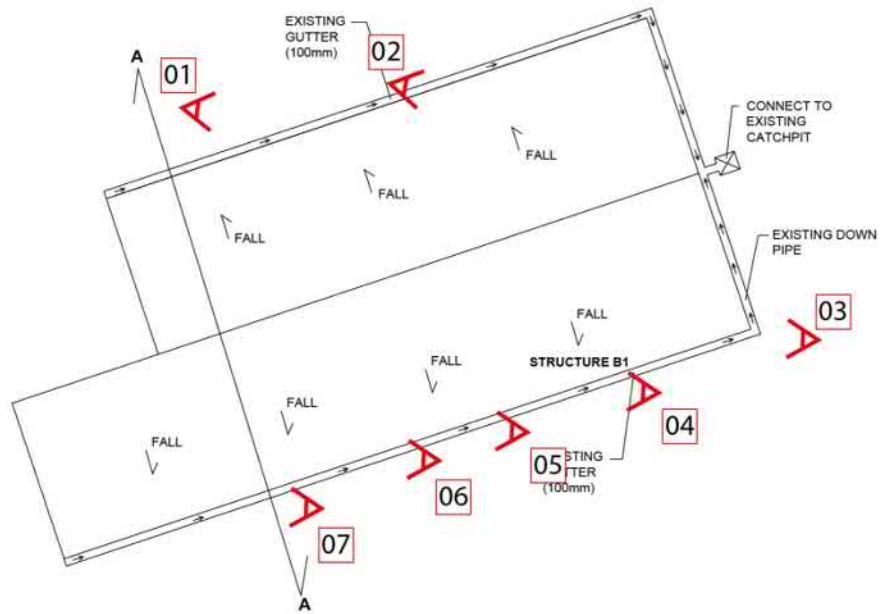 EXISTING
GUTTER
(100mm)
02
A
01
CONNECT TO
EXISTING
CATCHPIT
FALL
FALL
FALL
EXISTING DOWN
PIPE
03
FALL
STRUCTURE B1
FALL
FALL
FALL
04
05
STING
TTER
(100mm)
06
07
A